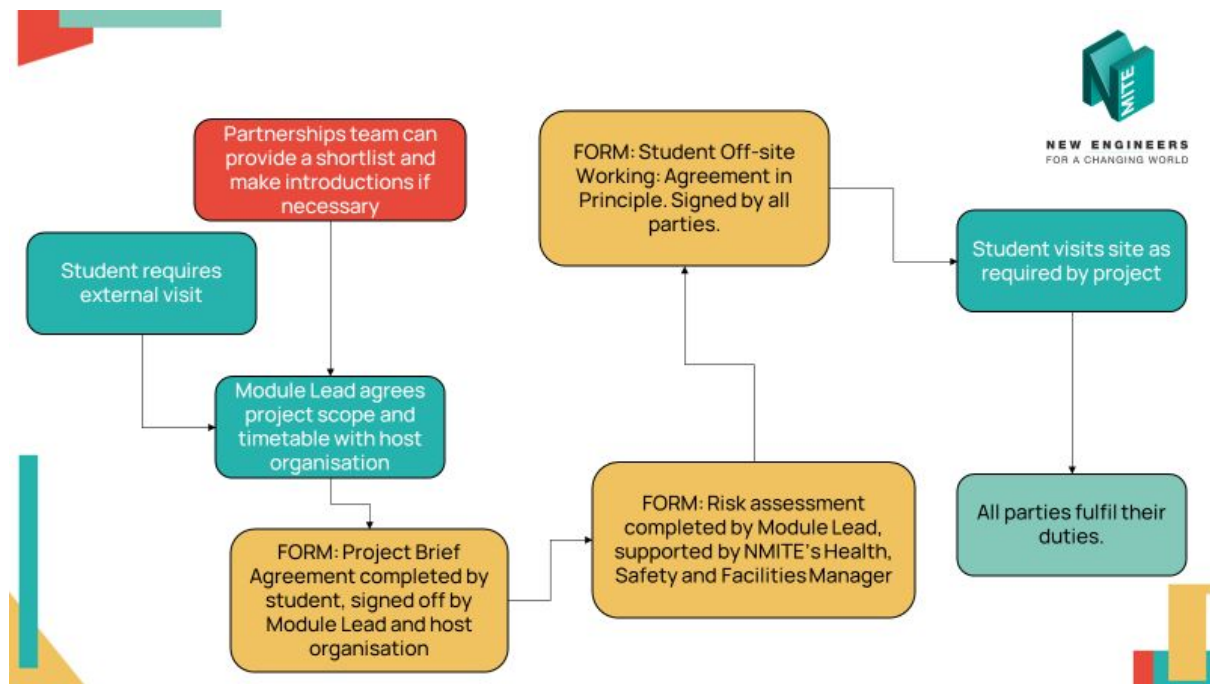 NMITE
NEW ENGINEERS
FOR A CHANGING WORLD
Partnerships team can
provide a shortlist and
make introductions if
necessary
Student requires
external visit
Module Lead agrees
project scope and
timetable with host
organisation
FORM: Project Brief
Agreement completed by
student, signed off by
Module Lead and host
organisation
FORM: Risk assessment
completed by Module Lead,
supported by NMITE's Health,
Safety and Facilities Manager
FORM: Student Off-site
Working: Agreement in
Principle. Signed by all
parties.
Student visits site as
required by project
All parties fulfil their
duties.